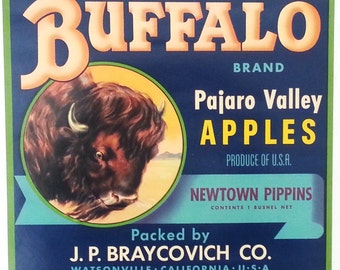 BUFFALO
BRAND
Pajaro Valley
APPLES
PRODUCE OF U.S.A.
NEWTOWN PIPPINS
CONTENTS 1 BUSHEL NET
Packed by
J. P. BRAYCOVICH CO.
WATSONVILLE - CALIFORNIA - U·S·A